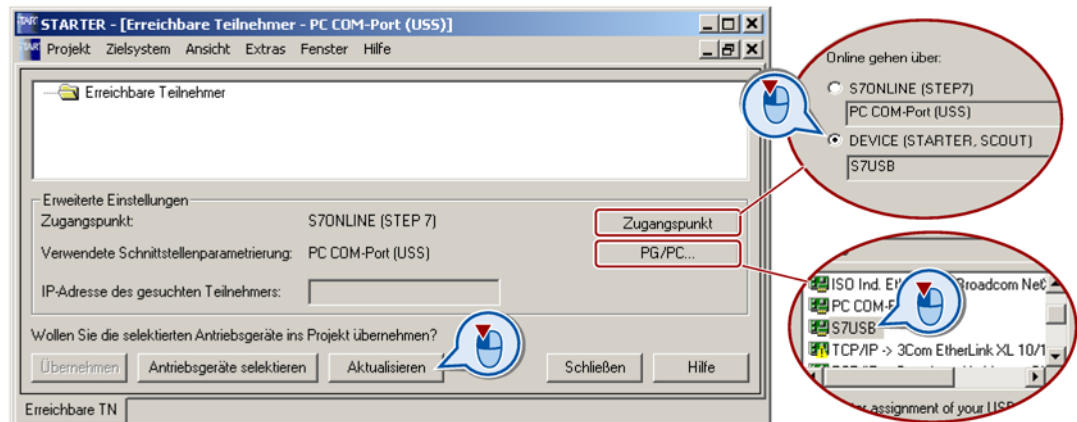 STARTER - [Erreichbare Teilnehmer - PC COM-Port (USS)]
Projekt Zielsystem Ansicht Extras Fenster Hilfe
Erreichbare Teilnehmer
Erweiterte Einstellungen
Zugangspunkt: S7ONLINE (STEP 7) Zugangspunkt
Verwendete Schnittstellenparametrierung: PC COM-Port (USS) PG/PC...
IP-Adresse des gesuchten Teilnehmers:
Wollen Sie die selektierten Antriebsgeräte ins Projekt übernehmen?
Übernehmen Antriebsgeräte selektieren Aktualisieren Schließen Hilfe
Erreichbare TN
Online gehen über:
S7ONLINE (STEP7)
PC COM-Port (USS)
DEVICE (STARTER, SCOUT)
S7USB
ISO Ind. Broadcom
PC COM
S7USB
TCP/IP -> 3Com EtherLink XL 10/1
assignment of your